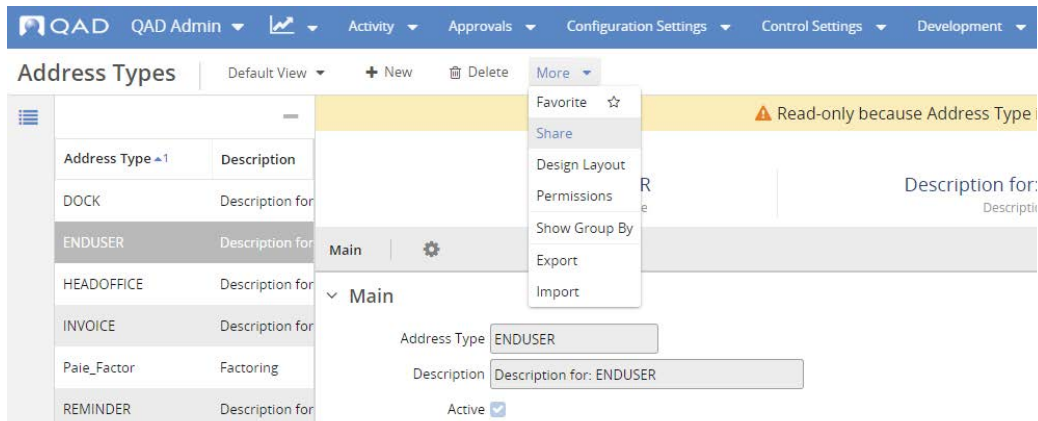 QAD QAD Admin Activity Approvals Configuration Settings Control Settings Development
Address Types Default View + New Delete More
Favorite
Share
Design Layout
Permissions
Show Group By
Export
Import
Read-only because Address Type
Address Type 1 Description
DOCK Description for
ENDUSER Description for
HEADOFFICE Description for
INVOICE Description for
Paie_Factor Factoring
REMINDER Description for
R
e
Description for:
Descripti
Main
Main
Address Type ENDUSER
Description Description for: ENDUSER
Active